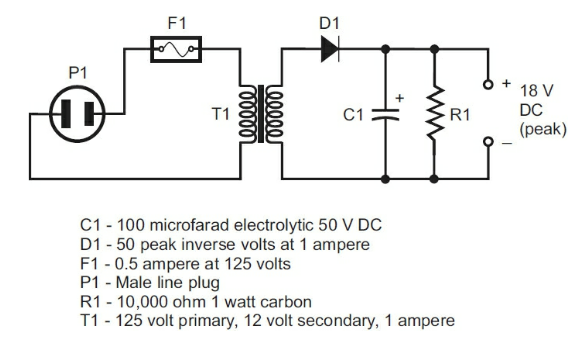 F1
D1
P1
T1
C1
+
R1
+
18 V
DC
(peak)
–
C1 - 100 microfarad electrolytic 50 V DC
D1 - 50 peak inverse volts at 1 ampere
F1 - 0.5 ampere at 125 volts
P1 - Male line plug
R1 - 10,000 ohm 1 watt carbon
T1 - 125 volt primary, 12 volt secondary, 1 ampere